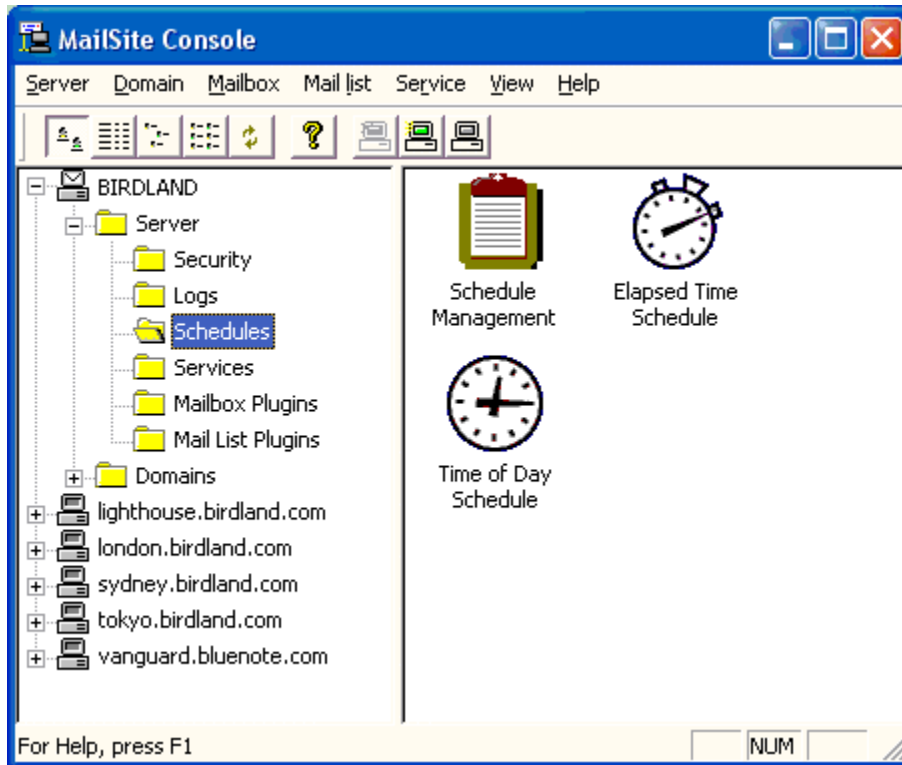 MailSite Console
Server Domain Mailbox Mail list Service View Help
BIRDLAND
Server
Security
Logs
Schedules
Services
Mailbox Plugins
Mail List Plugins
Domains
lighthouse.birdland.com
london.birdland.com
sydney.birdland.com
tokyo.birdland.com
vanguard.bluenote.com
Schedule
Management
Elapsed Time
Schedule
Time of Day
Schedule
For Help, press F1
NUM